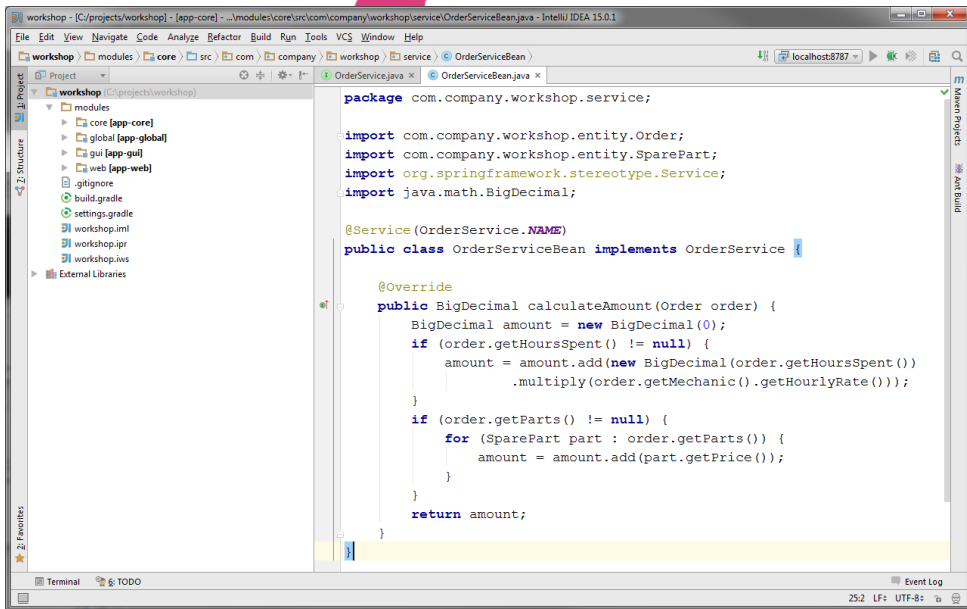 workshop - [C:/projects/workshop] - [app-core] - ...\modules\core\src\com\company\workshop\service\OrderServiceBean.java - IntelliJ IDEA 15.0.1
File Edit View Navigate Code Analyze Refactor Build Run Tools VCS Window Help
workshop modules core src com company workshop service OrderServiceBean localhost:8787
Project OrderService.java OrderServiceBean.java
1: Project
7: Structure
2: Favorites
workshop (C:\projects\workshop)
modules
core [app-core]
global [app-global]
gui [app-gui]
web [app-web]
.gitignore
build.gradle
settings.gradle
workshop.iml
workshop.ipr
workshop.iws
External Libraries
package com.company.workshop.service;
import com.company.workshop.entity.Order;
import com.company.workshop.entity.SparePart;
import org.springframework.stereotype.Service;
import java.math.BigDecimal;
@Service(OrderService.NAME)
public class OrderServiceBean implements OrderService {
@Override
public BigDecimal calculateAmount(Order order) {
BigDecimal amount = new BigDecimal(0);
if (order.getHoursSpent() != null) {
amount = amount.add(new BigDecimal(order.getHoursSpent())
.multiply(order.getMechanic().getHourlyRate()));
}
if (order.getParts() != null) {
for (SparePart part : order.getParts()) {
amount = amount.add(part.getPrice());
}
}
return amount;
}
}
m
Maven Projects
Ant Build
Terminal 6: TODO Event Log
25:2 LF UTF-8